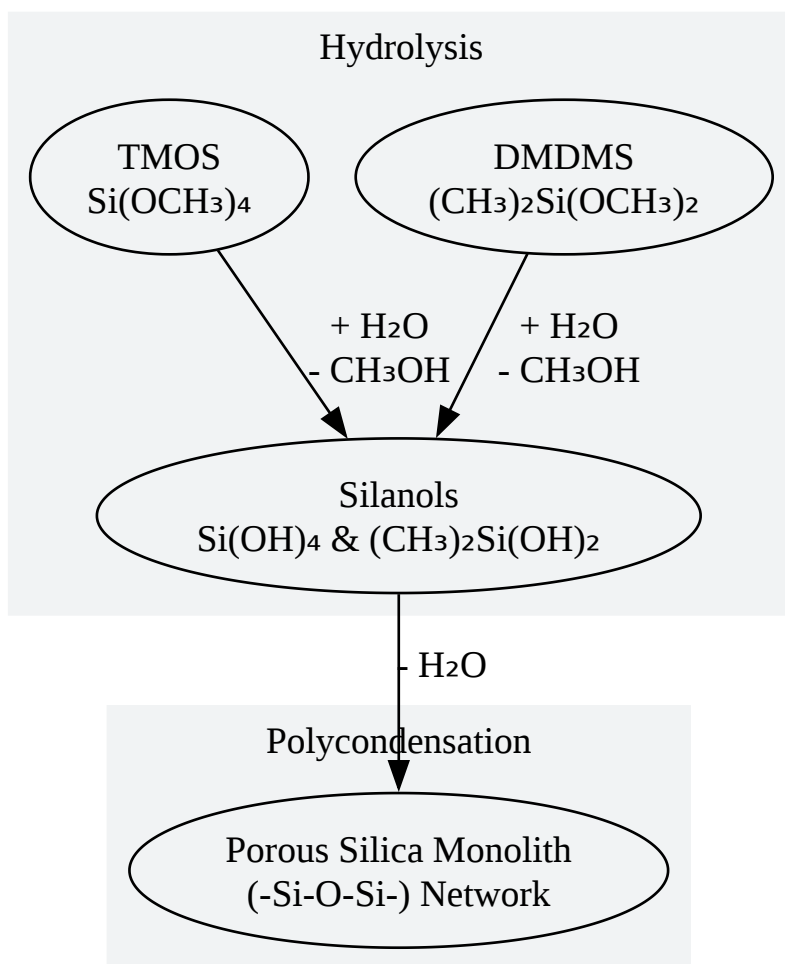 Hydrolysis
TMOS
Si(OCH₃)₄
DMDMS
(CH₃)₂Si(OCH₃)₂
+ H₂O
- CH₃OH
+ H₂O
- CH₃OH
Silanols
Si(OH)₄ & (CH₃)₂Si(OH)₂
- H₂O
Polycondensation
Porous Silica Monolith
(-Si-O-Si-) Network